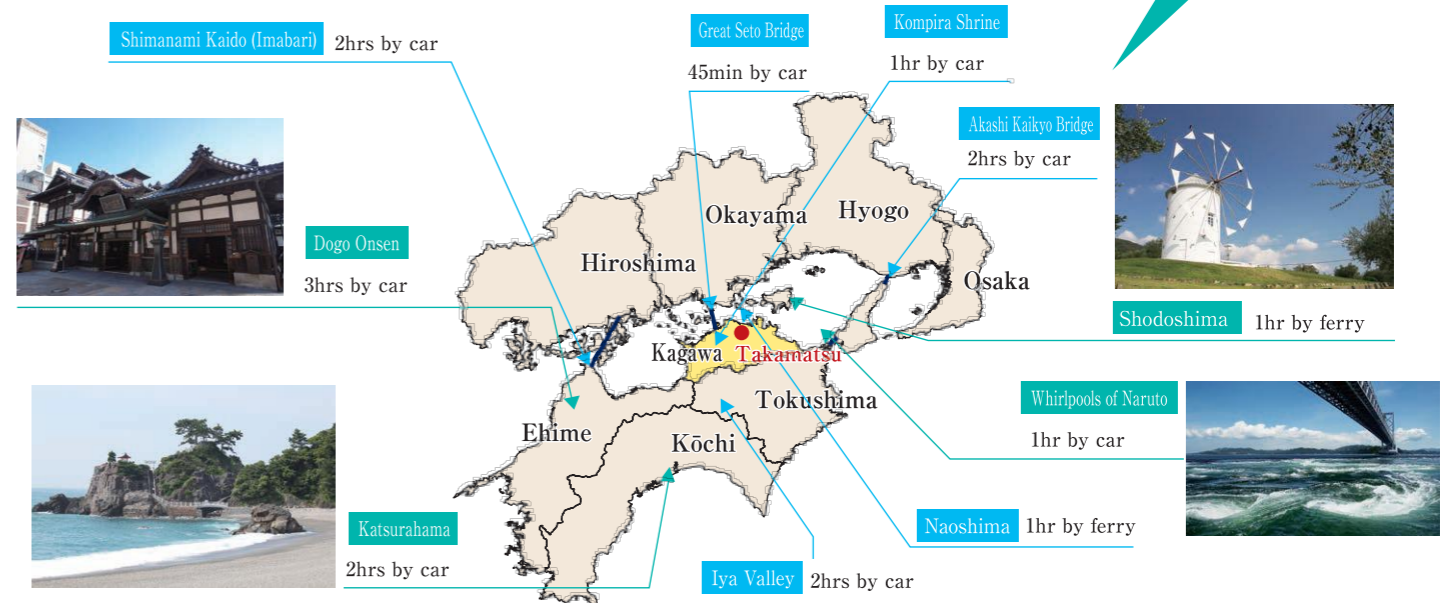 Shimanami Kaido (Imabari)
2hrs by car
Great Seto Bridge
45min by car
Kompira Shrine
1hr by car
Akashi Kaikyo Bridge
2hrs by car
Dogo Onsen
3hrs by car
Okayama
Hyogo
Hiroshima
Osaka
Shodoshima
1hr by ferry
Kagawa
Takamatsu
Tokushima
Ehime
Kōchi
Whirlpools of Naruto
1hr by car
Katsurahama
2hrs by car
Naoshima
1hr by ferry
Iya Valley
2hrs by car